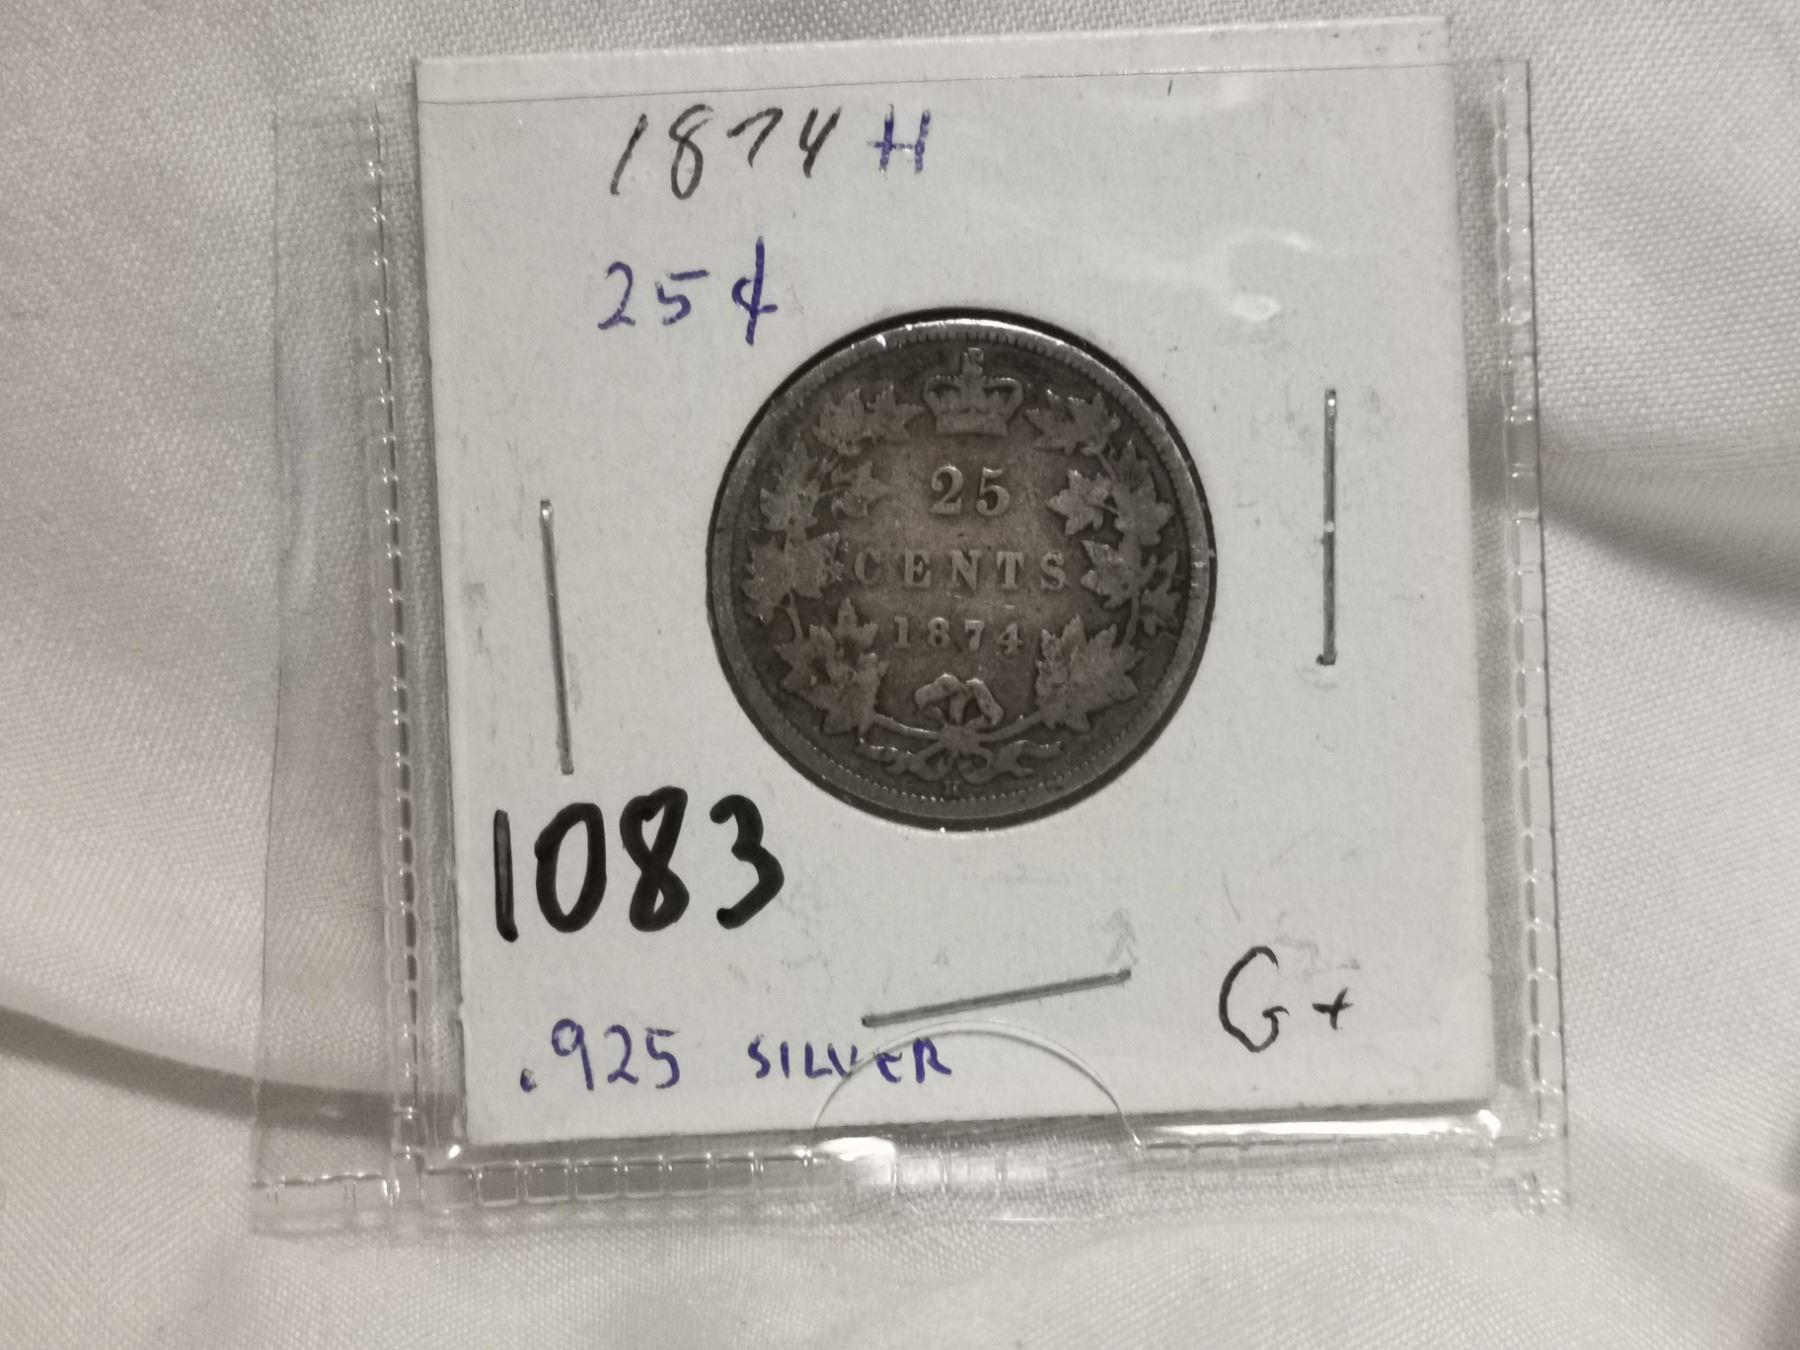 1874 H
25 ¢
25
CENTS
1874
H
1083
G+
.925 SILVER